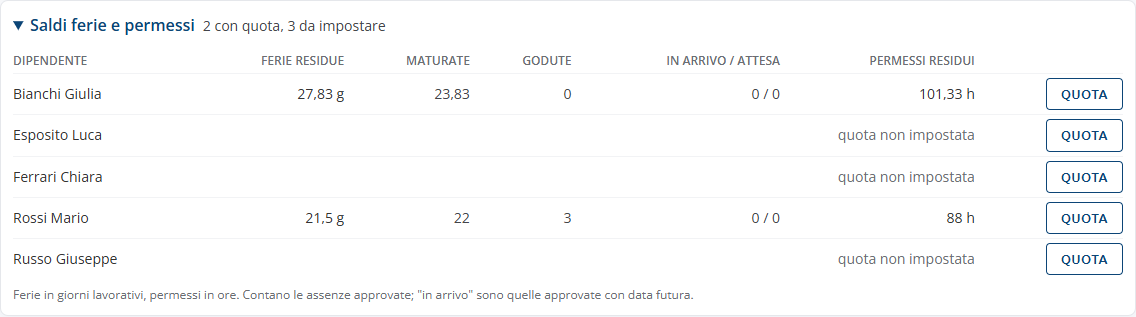 ▼ Saldi ferie e permessi 2 con quota, 3 da impostare
DIPENDENTE FERIE RESIDUE MATURATE GODUTE IN ARRIVO / ATTESA PERMESSI RESIDUI
Bianchi Giulia 27,83 g 23,83 0 0 / 0 101,33 h QUOTA
Esposito Luca quota non impostata QUOTA
Ferrari Chiara quota non impostata QUOTA
Rossi Mario 21,5 g 22 3 0 / 0 88 h QUOTA
Russo Giuseppe quota non impostata QUOTA
Ferie in giorni lavorativi, permessi in ore. Contano le assenze approvate; "in arrivo" sono quelle approvate con data futura.